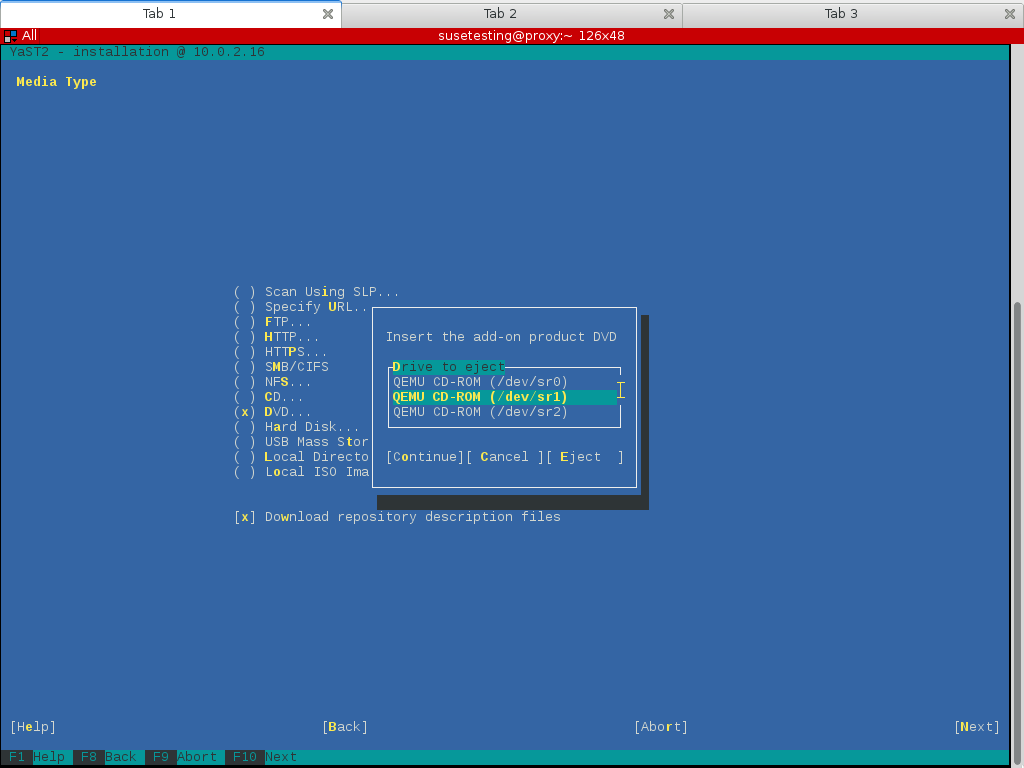 Tab 1 Tab 2 Tab 3
All susetesting@proxy:~ 126x48
YaST2 - installation @ 10.0.2.16
Media Type
( ) Scan Using SLP...
( ) Specify URL..
( ) FTP...
( ) HTTP...
Insert the add-on product DVD
( ) HTTPS...
( ) SMB/CIFS
Drive to eject
( ) NFS...
QEMU CD-ROM (/dev/sr0)
( ) CD...
QEMU CD-ROM (/dev/sr1)
(x) DVD...
QEMU CD-ROM (/dev/sr2)
( ) Hard Disk...
( ) USB Mass Stor
( ) Local Directo
[Continue][ Cancel ][ Eject  ]
( ) Local ISO Ima
[x] Download repository description files
[Help] [Back] [Abort] [Next]
F1 Help F8 Back F9 Abort F10 Next